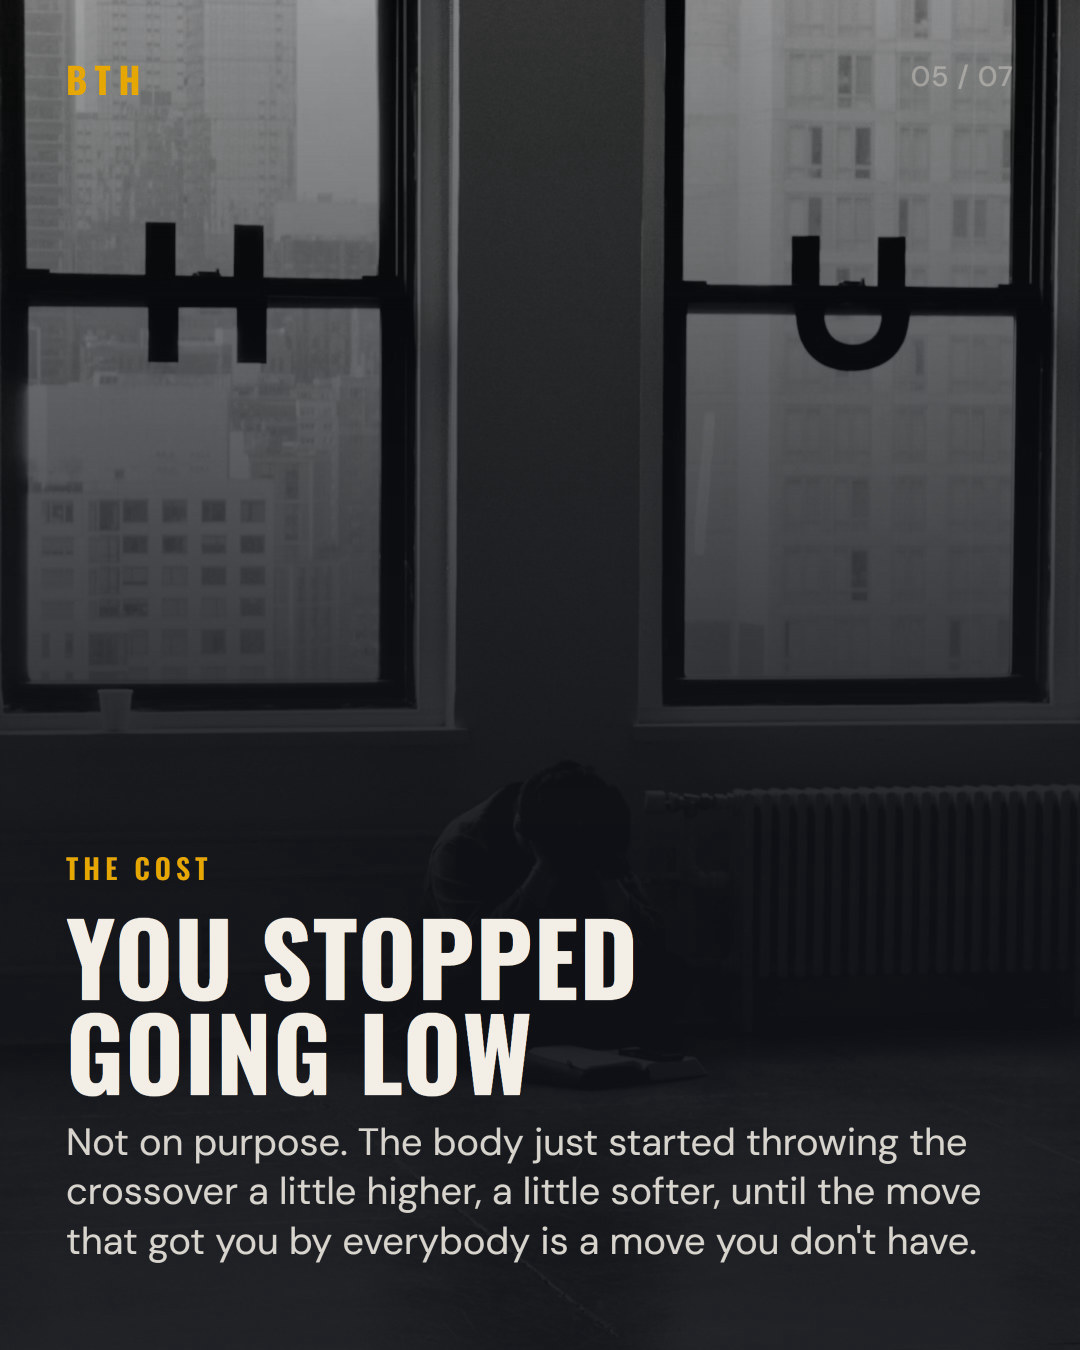 BTH
05 / 07
H U
THE COST
YOU STOPPED
GOING LOW
Not on purpose. The body just started throwing the
crossover a little higher, a little softer, until the move
that got you by everybody is a move you don't have.